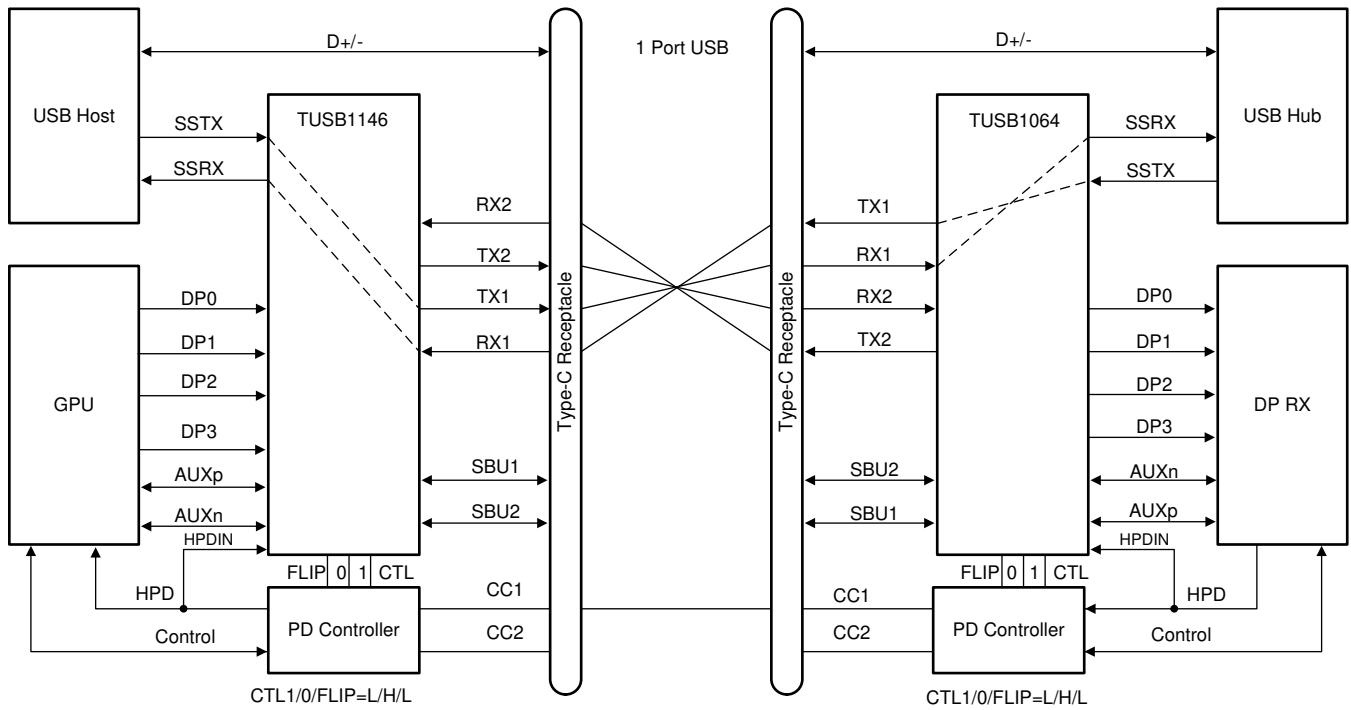 D+/-
1 Port USB
D+/-
USB Host
TUSB1146
TUSB1064
USB Hub
SSTX
SSRX
SSRX
SSTX
RX2
TX1
TX2
RX1
TX1
RX2
RX1
TX2
Type-C Receptacle
Type-C Receptacle
DP0
DP0
DP1
DP1
DP2
DP2
GPU
DP RX
DP3
DP3
AUXp
SBU1
SBU2
AUXn
AUXn
SBU2
SBU1
AUXp
HPDIN
HPDIN
FLIP 0 1 CTL
FLIP 0 1 CTL
HPD
CC1
CC1
HPD
PD Controller
PD Controller
Control
CC2
CC2
Control
CTL1/0/FLIP=L/H/L
CTL1/0/FLIP=L/H/L